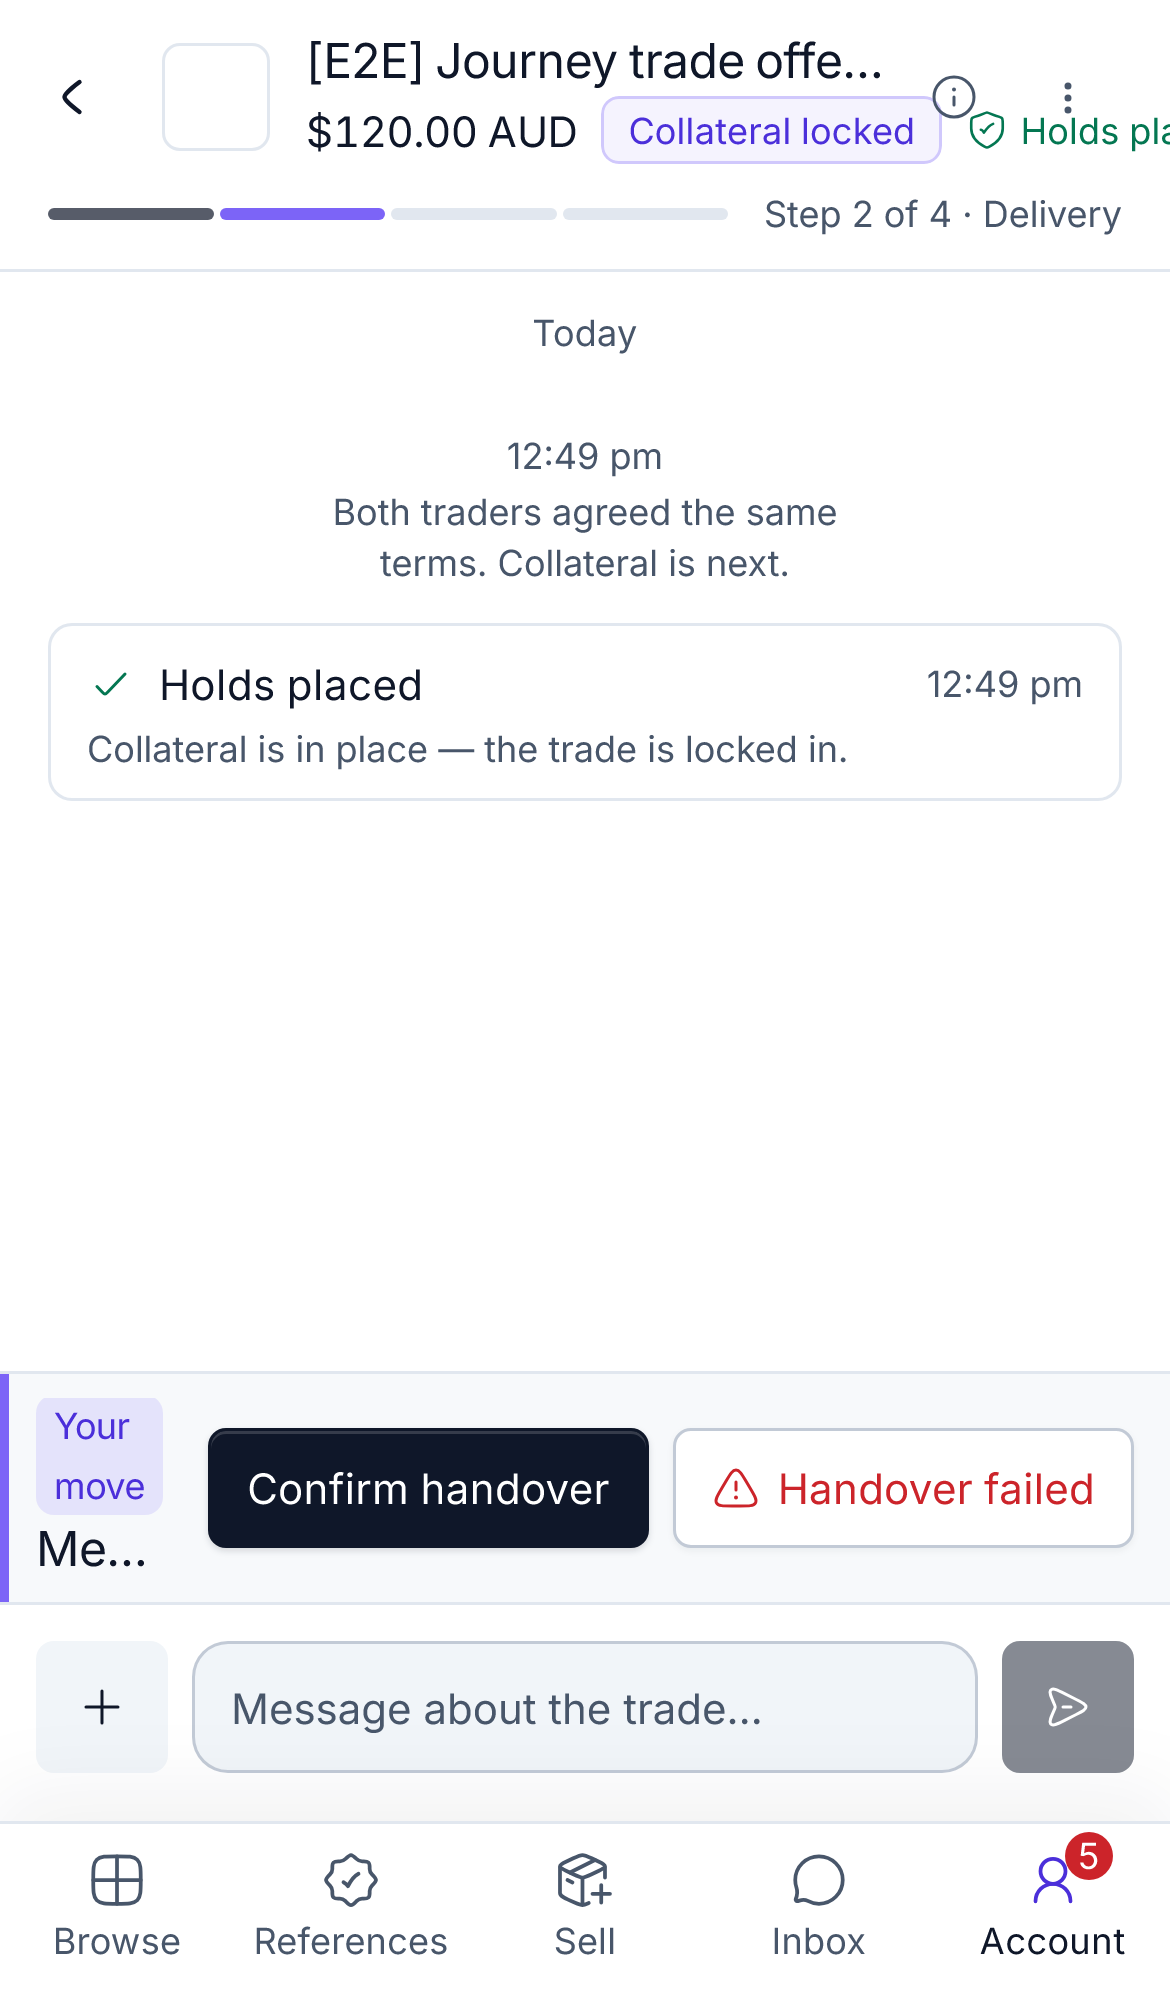 [E2E] Journey trade offe...
$120.00 AUD Collateral locked Holds pla
Step 2 of 4 · Delivery
Today
12:49 pm
Both traders agreed the same
terms. Collateral is next.
Holds placed 12:49 pm
Collateral is in place — the trade is locked in.
Your
move
Me...
Confirm handover
Handover failed
Message about the trade...
5
Browse References Sell Inbox Account